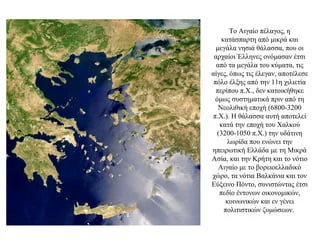 Το Αιγαίο πέλαγος, η
κατάσπαρτη από μικρά και
μεγάλα νησιά θάλασσα, που οι
αρχαίοι Έλληνες ονόμασαν έτσι
από τα μεγάλα του κύματα, τις
αίγες, όπως τις έλεγαν, αποτέλεσε
πόλο έλξης από την 11η χιλιετία
περίπου π.Χ., δεν κατοικήθηκε
όμως συστηματικά πριν από τη
Νεολιθική εποχή (6800-3200
π.Χ.). Η θάλασσα αυτή αποτελεί
κατά την εποχή του Χαλκού
(3200-1050 π.Χ.) την υδάτινη
λωρίδα που ενώνει την
ηπειρωτική Ελλάδα με τη Μικρά
Ασία, και την Κρήτη και το νότιο
Αιγαίο με το βορειοελλαδικό
χώρο, τα νότια Βαλκάνια και τον
Εύξεινο Πόντο, συνιστώντας έτσι
πεδίο έντονων οικονομικών,
κοινωνικών και εν γένει
πολιτιστικών ζυμώσεων.